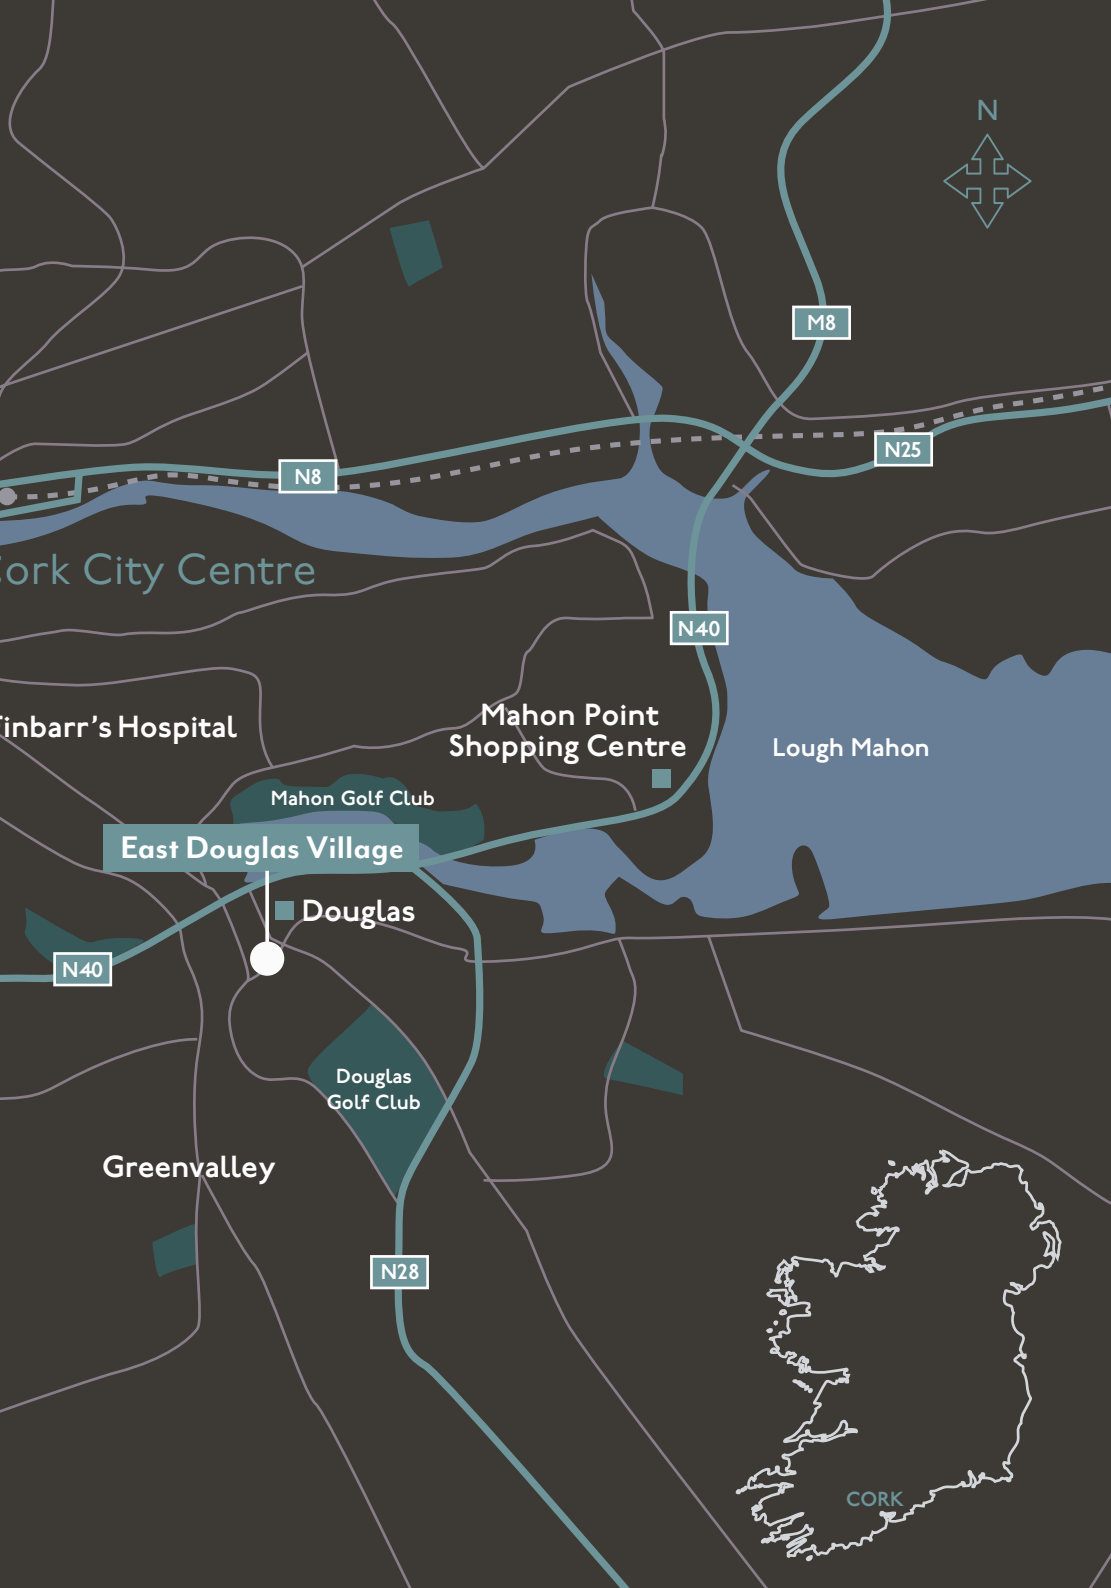 N
M8
N25
N8
ork City Centre
N40
inbarr's Hospital
Mahon Point
Shopping Centre
Lough Mahon
Mahon Golf Club
East Douglas Village
Douglas
N40
Douglas
Golf Club
Greenvalley
N28
CORK